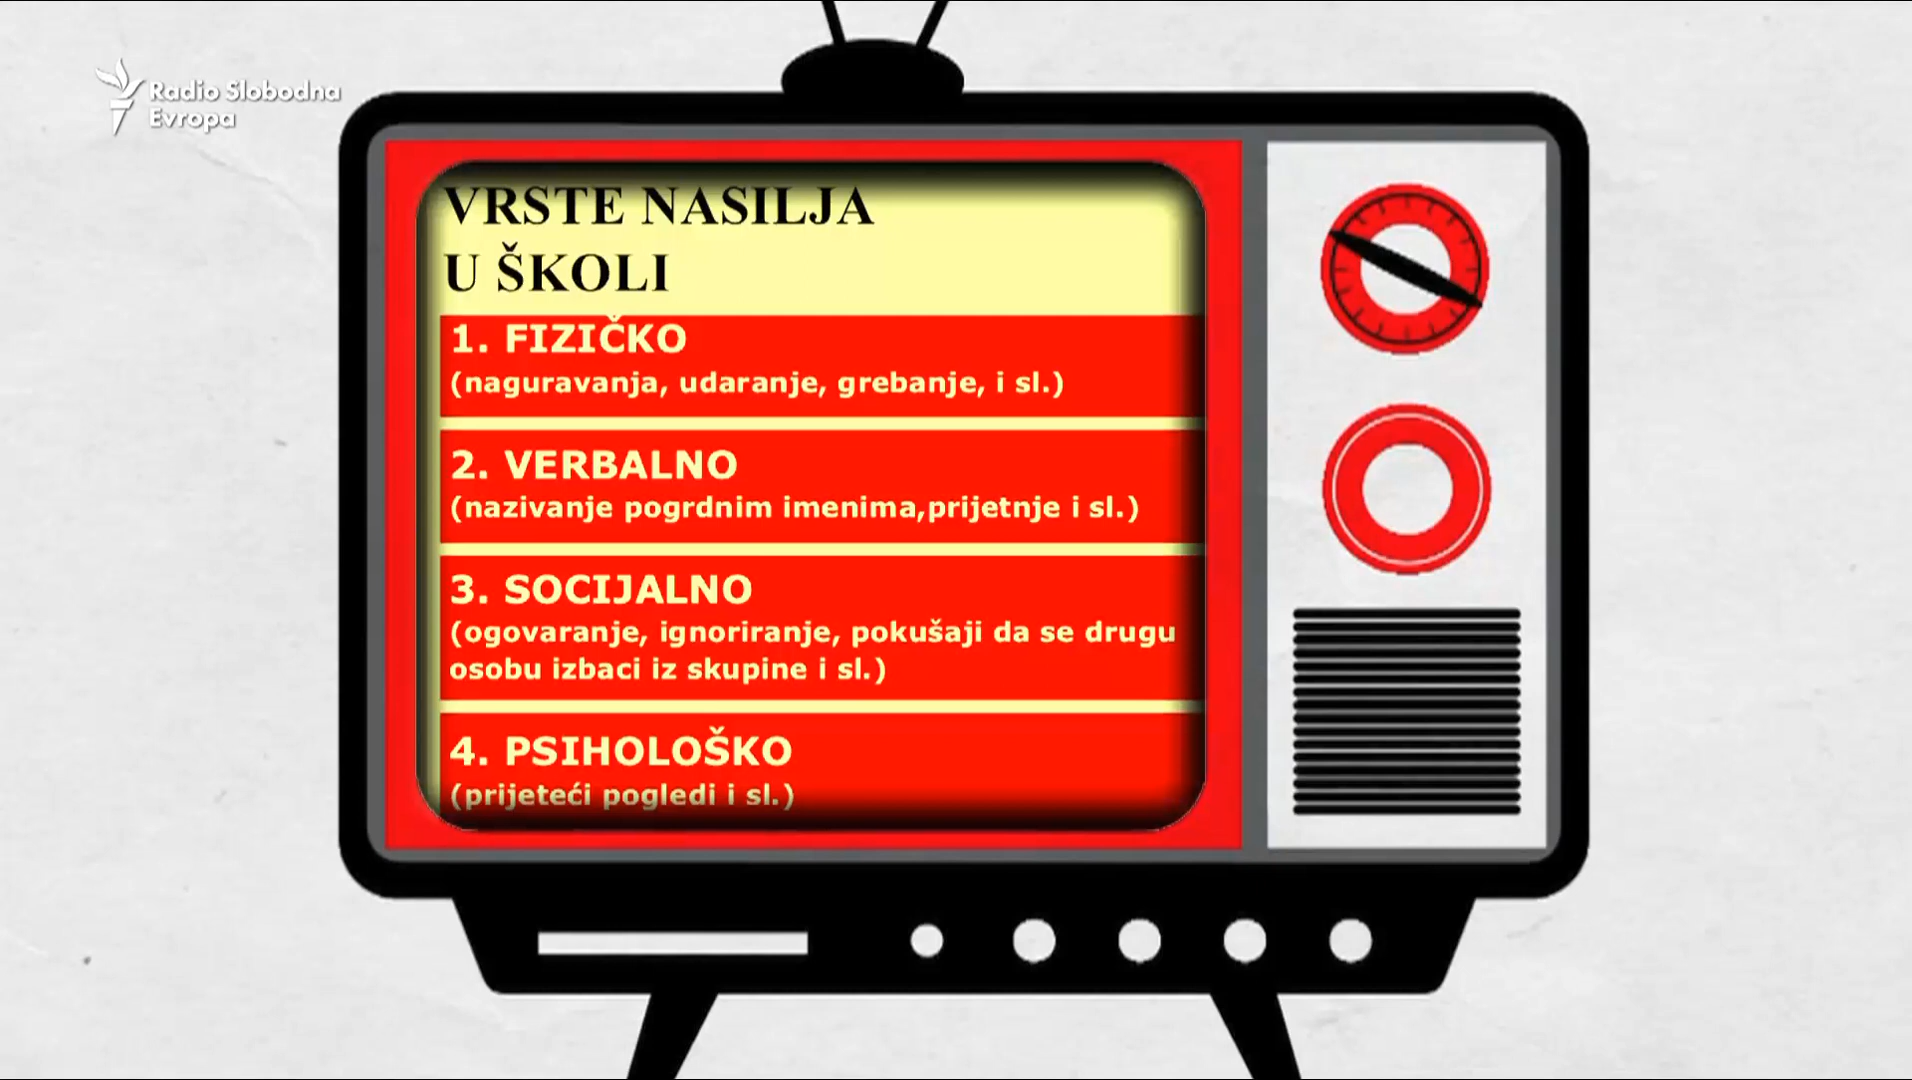 Radio Slobodna
Evropa
VRSTE NASILJA
U ŠKOLI
1. FIZIČKO
(naguravanja, udaranje, grebanje, i sl.)
2. VERBALNO
(nazivanje pogrdnim imenima,prijetnje i sl.)
3. SOCIJALNO
(ogovaranje, ignoriranje, pokušaji da se drugu
osobu izbaci iz skupine i sl.)
4. PSIHOLOŠKO
(prijeteći pogledi i sl.)